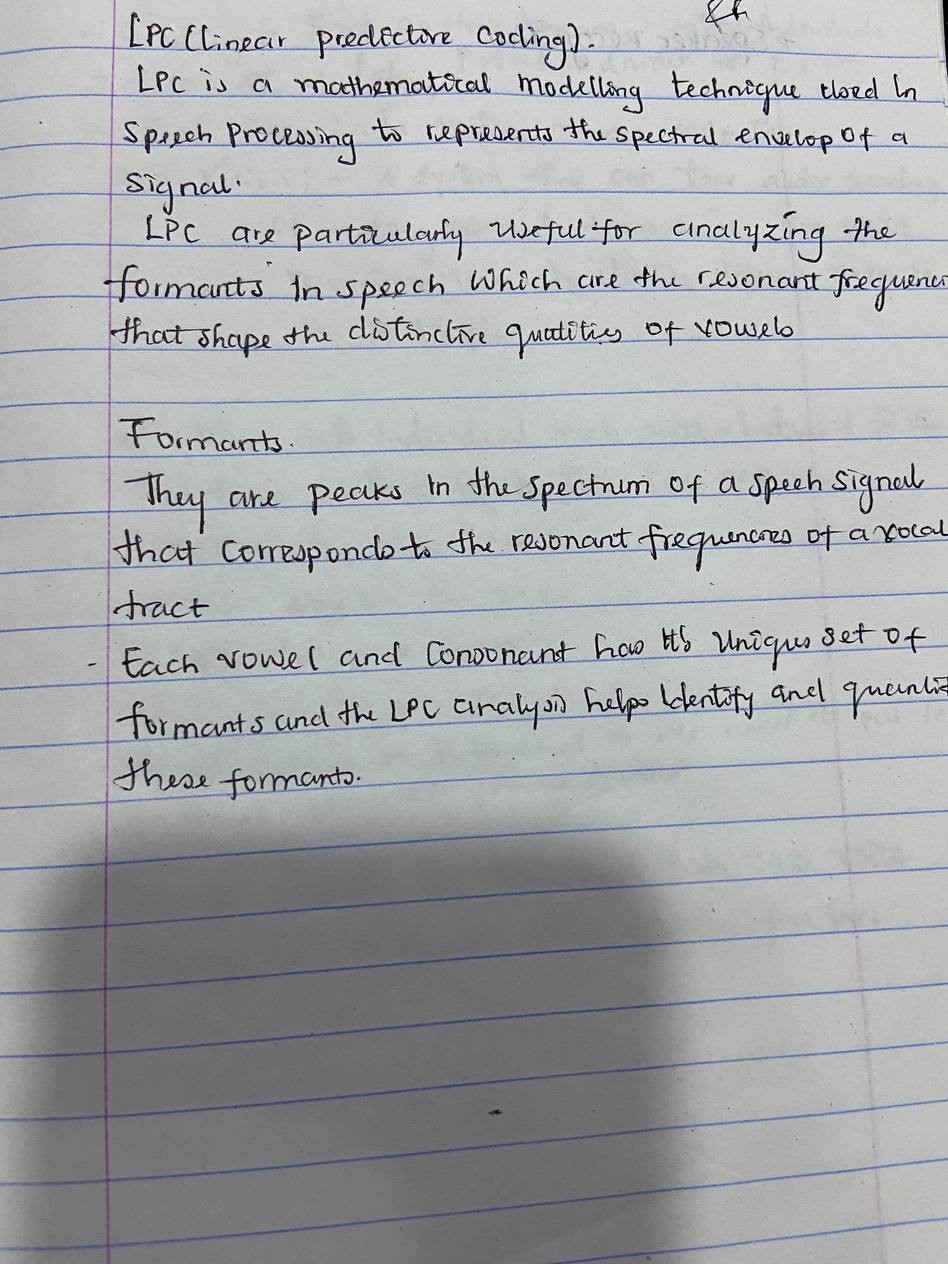 LPC (Linear predictive coding):
LPC is a mathematical modelling technique used in
speech processing to represents the spectral envelop of a
signal.
LPC are particularly useful for analyzing the
formants in speech which are the resonant frequenci
that shape the distinctive qualities of vowels
Formants.
They are peaks in the spectrum of a speeh signal
that corresponds to the resonant frequencies of a vocal
tract
- Each vowel and consonant has it's unique set of
formants and the LPC analysis helps identify and quantif
these formants.